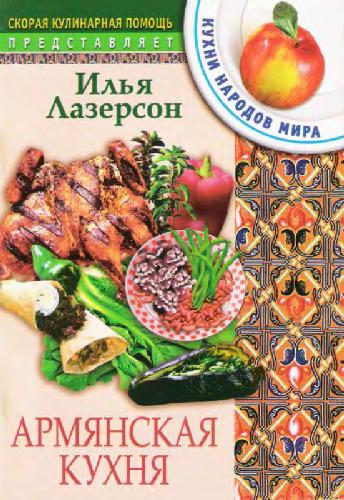 СКОРАЯ КУЛИНАРНАЯ ПОМОЩЬ
ПРЕДСТАВЛЯЕТ
КУХНИ НАРОДОВ МИРА
Илья
Лазерсон
АРМЯНСКАЯ
КУХНЯ